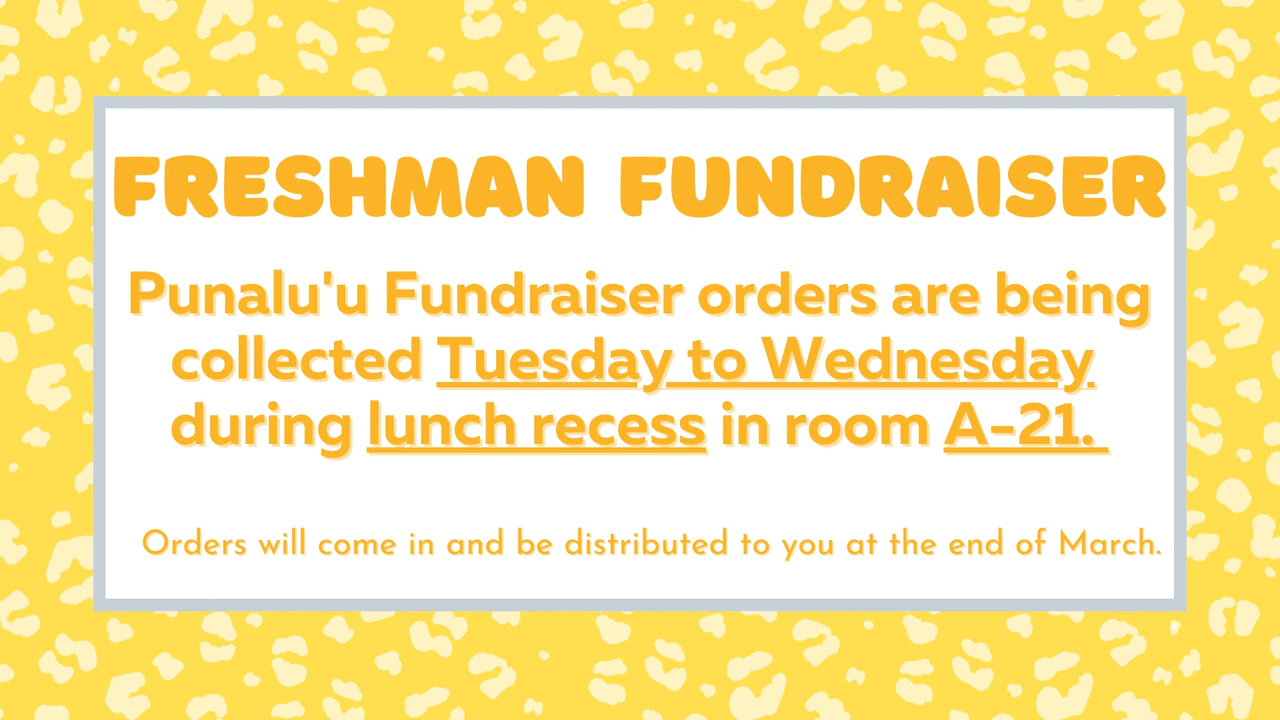 FRESHMAN FUNDRAISER
Punalu'u Fundraiser orders are being
collected Tuesday to Wednesday
during lunch recess in room A-21.
Orders will come in and be distributed to you at the end of March.